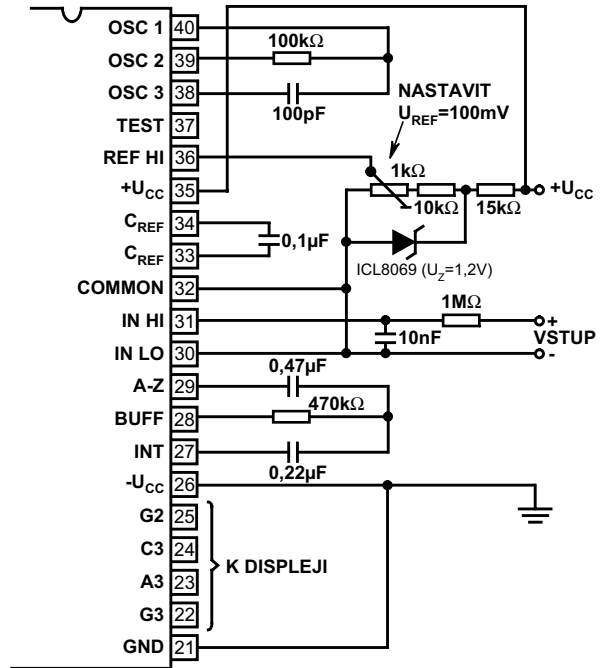 OSC 1 40
100kΩ
OSC 2 39
OSC 3 38
100pF
NASTAVIT
U_REF=100mV
TEST 37
REF HI 36
1kΩ
+U_CC 35
10kΩ
15kΩ
+U_CC
C_REF 34
0,1µF
C_REF 33
ICL8069 (U_Z=1,2V)
COMMON 32
1MΩ
IN HI 31
+
10nF
VSTUP
IN LO 30
-
0,47µF
A-Z 29
470kΩ
BUFF 28
INT 27
0,22µF
-U_CC 26
G2 25
C3 24
K DISPLEJI
A3 23
G3 22
GND 21